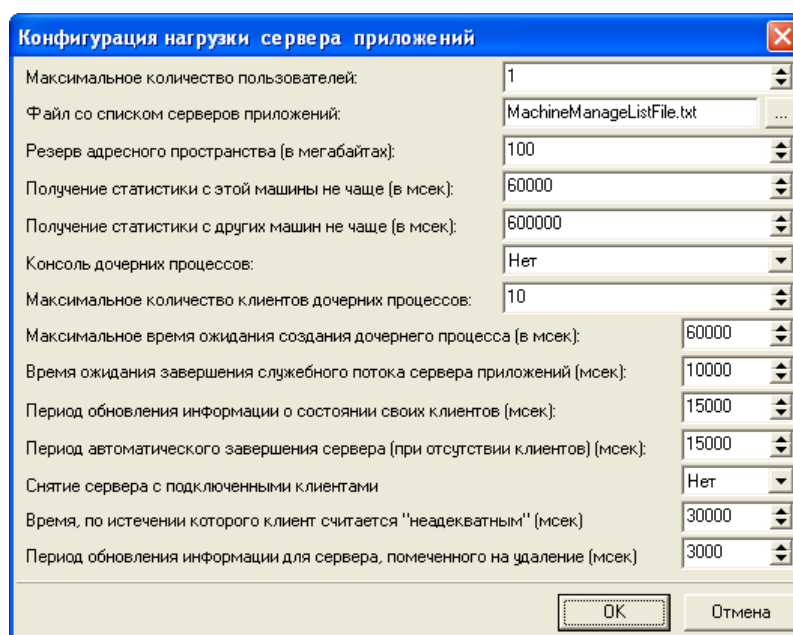 Конфигурация нагрузки сервера приложений
Максимальное количество пользователей: 1
Файл со списком серверов приложений: MachineManageListFile.txt ...
Резерв адресного пространства (в мегабайтах): 100
Получение статистики с этой машины не чаще (в мсек): 60000
Получение статистики с других машин не чаще (в мсек): 600000
Консоль дочерних процессов: Нет
Максимальное количество клиентов дочерних процессов: 10
Максимальное время ожидания создания дочернего процесса (в мсек): 60000
Время ожидания завершения служебного потока сервера приложений (мсек): 10000
Период обновления информации о состоянии своих клиентов (мсек): 15000
Период автоматического завершения сервера (при отсутствии клиентов) (мсек): 15000
Снятие сервера с подключенными клиентами Нет
Время, по истечении которого клиент считается "неадекватным" (мсек) 30000
Период обновления информации для сервера, помеченного на удаление (мсек) 3000
OK Отмена